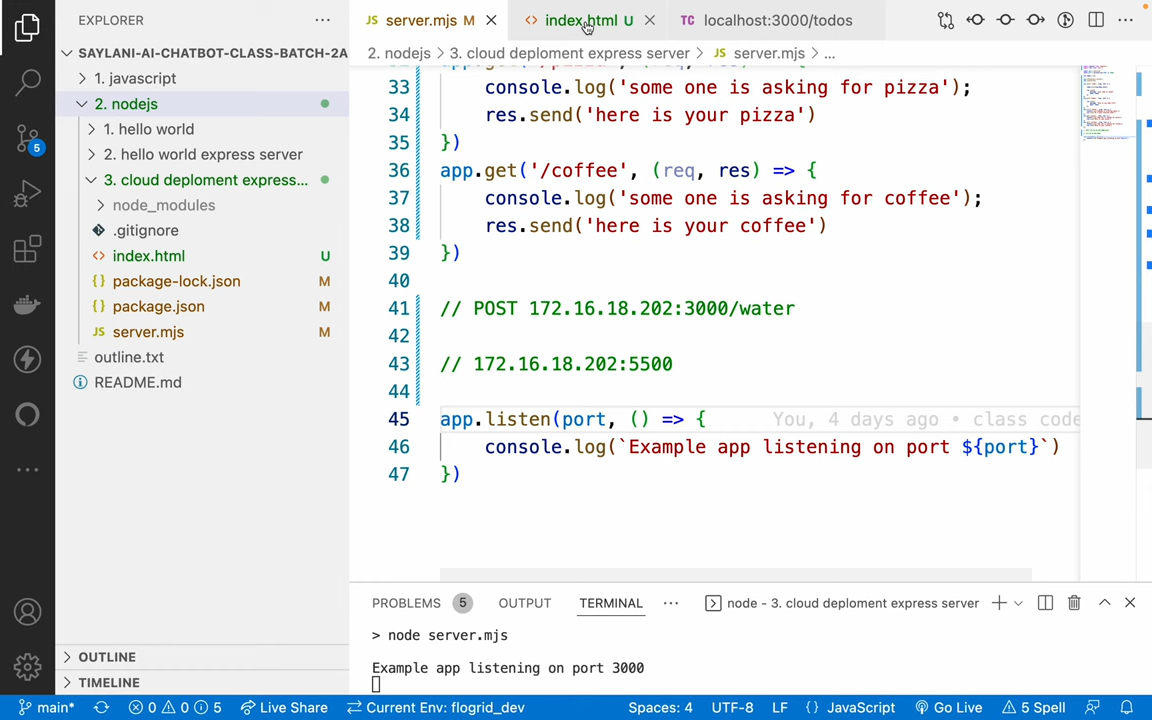 EXPLORER
SAYLANI-AI-CHATBOT-CLASS-BATCH-2A
1. javascript
2. nodejs
1. hello world
2. hello world express server
3. cloud deploment express...
node_modules
.gitignore
index.html U
package-lock.json M
package.json M
server.mjs M
outline.txt
README.md
OUTLINE
TIMELINE
5
JS server.mjs M
index.html U
TC localhost:3000/todos
2. nodejs > 3. cloud deploment express server > JS server.mjs > ...
33 console.log('some one is asking for pizza');
34 res.send('here is your pizza')
35 })
36 app.get('/coffee', (req, res) => {
37 console.log('some one is asking for coffee');
38 res.send('here is your coffee')
39 })
40
41 // POST 172.16.18.202:3000/water
42
43 // 172.16.18.202:5500
44
45 app.listen(port, () => { You, 4 days ago • class code
46 console.log(`Example app listening on port ${port}`)
47 })
PROBLEMS 5 OUTPUT TERMINAL ... node - 3. cloud deploment express server
> node server.mjs
Example app listening on port 3000
main* 0 0 5 Live Share Current Env: flogrid_dev Spaces: 4 UTF-8 LF {} JavaScript Go Live 5 Spell